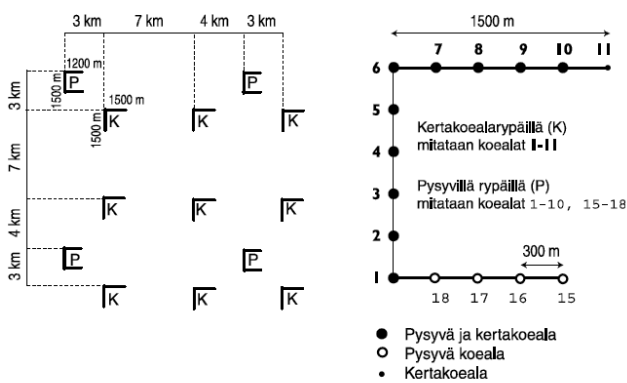 3 km 7 km 4 km 3 km
1200 m
P P
1500 m
3 km
1500 m
K K K
1500 m
7 km
K K K
4 km
P P
3 km
K K K
1500 m
7 8 9 10 11
6
5
Kertakoealarypäillä (K)
mitataan koealat 1-11
4
Pysyvillä rypäillä (P)
mitataan koealat 1-10, 15-18
3
2
300 m
1
18 17 16 15
Pysyvä ja kertakoeala
Pysyvä koeala
Kertakoeala